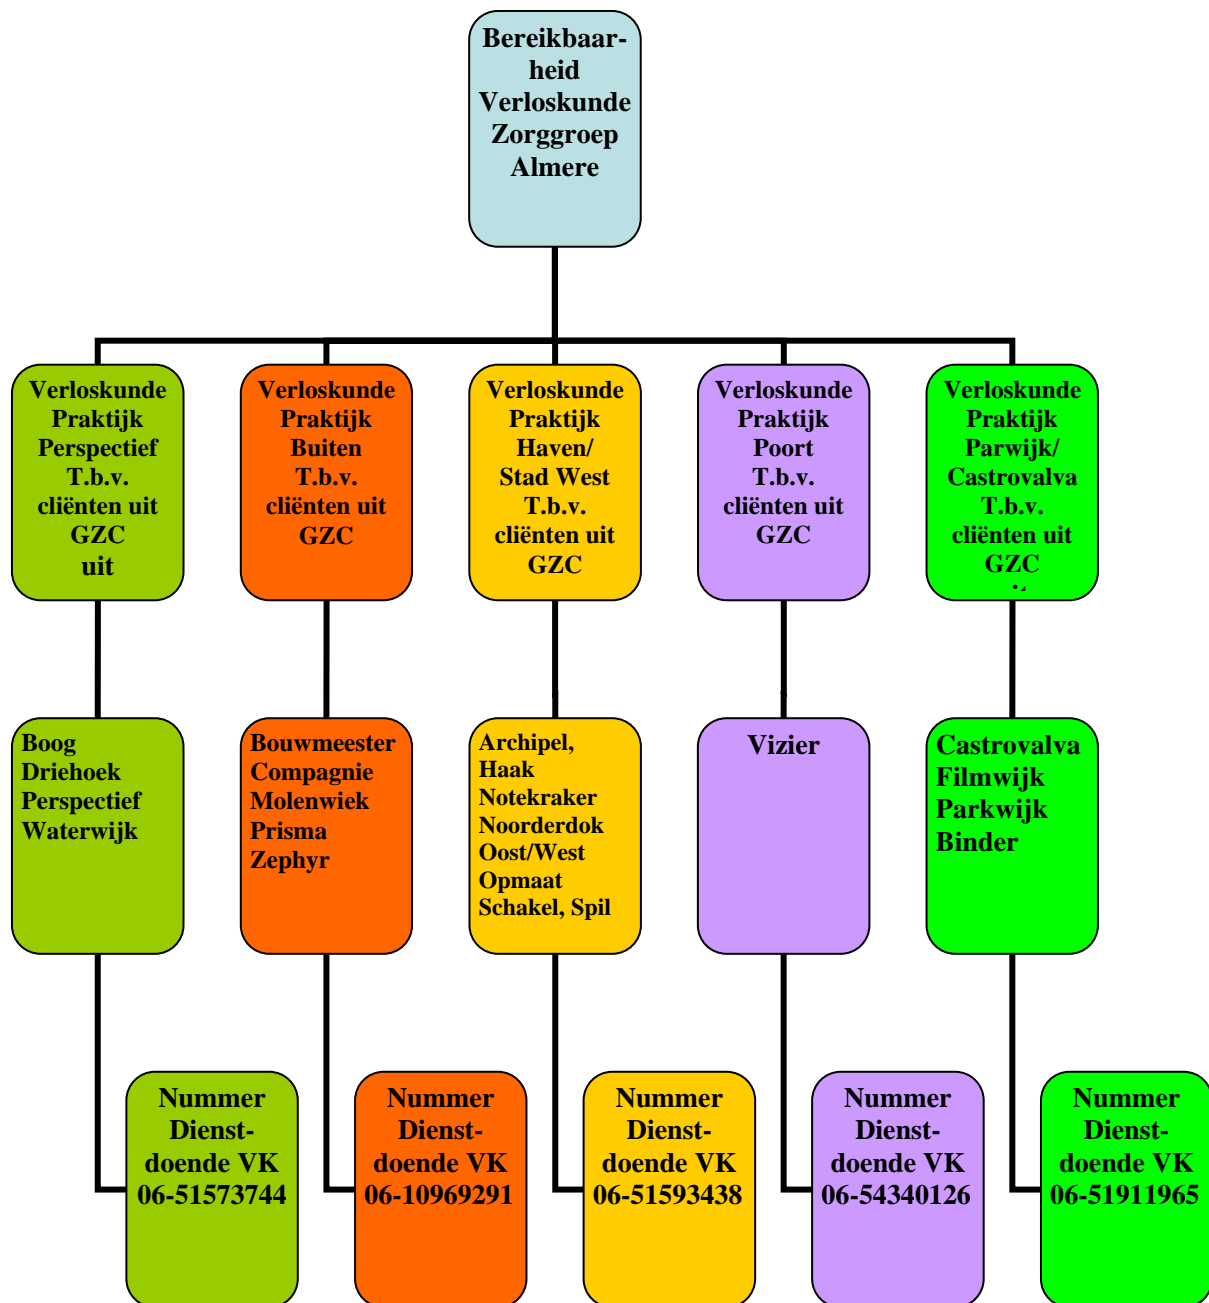 Bereikbaar-
heid
Verloskunde
Zorggroep
Almere
Verloskunde
Praktijk
Perspectief
T.b.v.
cliënten uit
GZC
uit
Verloskunde
Praktijk
Buiten
T.b.v.
cliënten uit
GZC
Verloskunde
Praktijk
Haven/
Stad West
T.b.v.
cliënten uit
GZC
Verloskunde
Praktijk
Poort
T.b.v.
cliënten uit
GZC
Verloskunde
Praktijk
Parwijk/
Castrovalva
T.b.v.
cliënten uit
GZC
Boog
Driehoek
Perspectief
Waterwijk
Bouwmeester
Compagnie
Molenwiek
Prisma
Zephyr
Archipel,
Haak
Notekraker
Noorderdok
Oost/West
Opmaat
Schakel, Spil
Vizier
Castrovalva
Filmwijk
Parkwijk
Binder
Nummer
Dienst-
doende VK
06-51573744
Nummer
Dienst-
doende VK
06-10969291
Nummer
Dienst-
doende VK
06-51593438
Nummer
Dienst-
doende VK
06-54340126
Nummer
Dienst-
doende VK
06-51911965